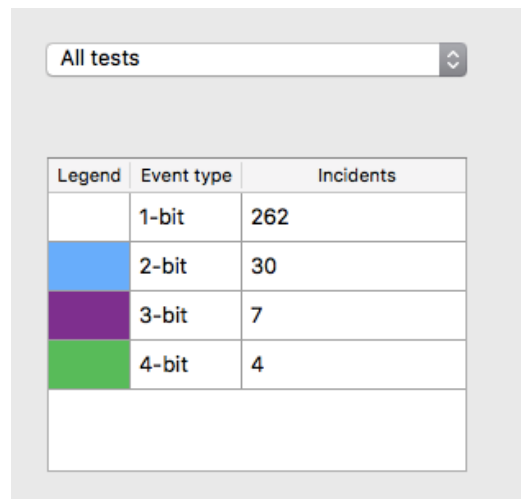 All tests
Legend Event type Incidents
1-bit 262
2-bit 30
3-bit 7
4-bit 4